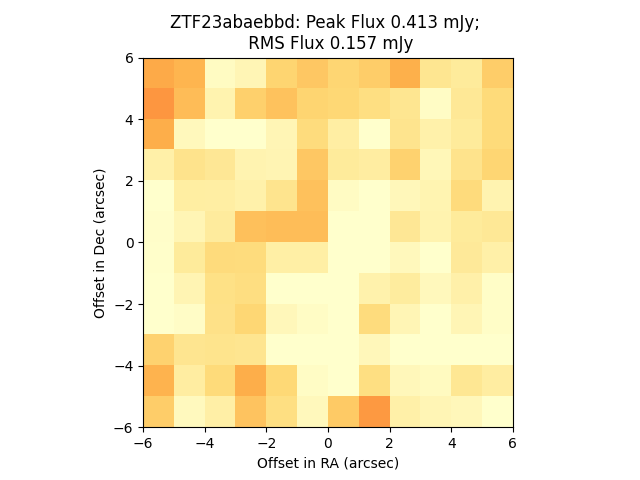 ZTF23abaebbd: Peak Flux 0.413 mJy;
RMS Flux 0.157 mJy
6
4
2
0
−2
−4
−6
Offset in Dec (arcsec)
−6 −4 −2 0 2 4 6
Offset in RA (arcsec)